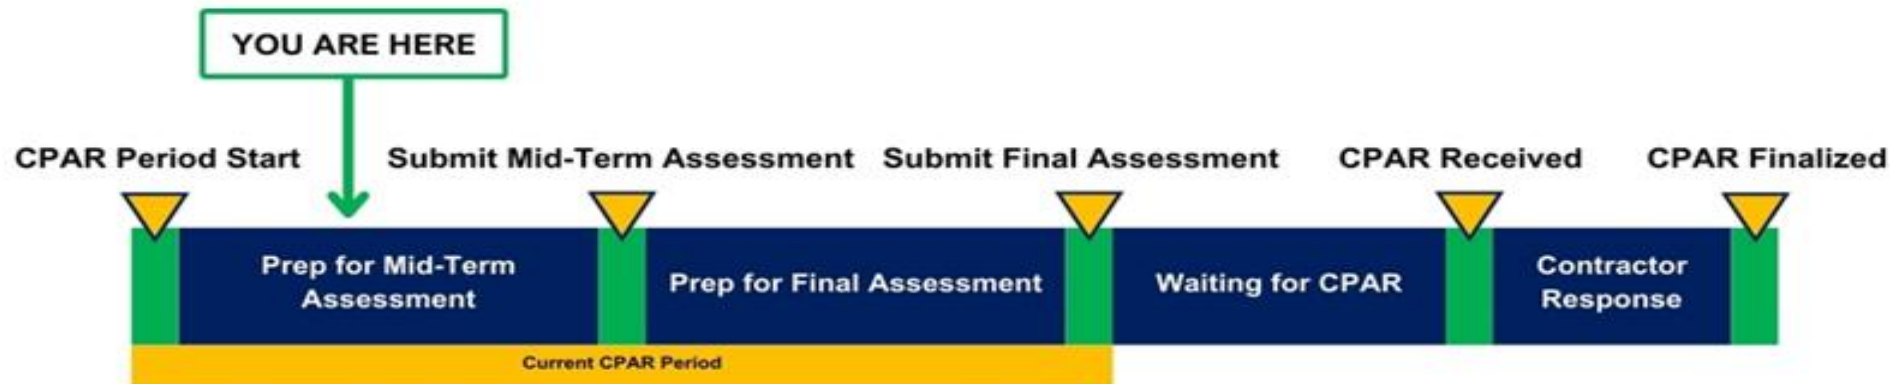 YOU ARE HERE
CPAR Period Start
Submit Mid-Term Assessment
Submit Final Assessment
CPAR Received
CPAR Finalized
Prep for Mid-Term
Assessment
Prep for Final Assessment
Waiting for CPAR
Contractor
Response
Current CPAR Period